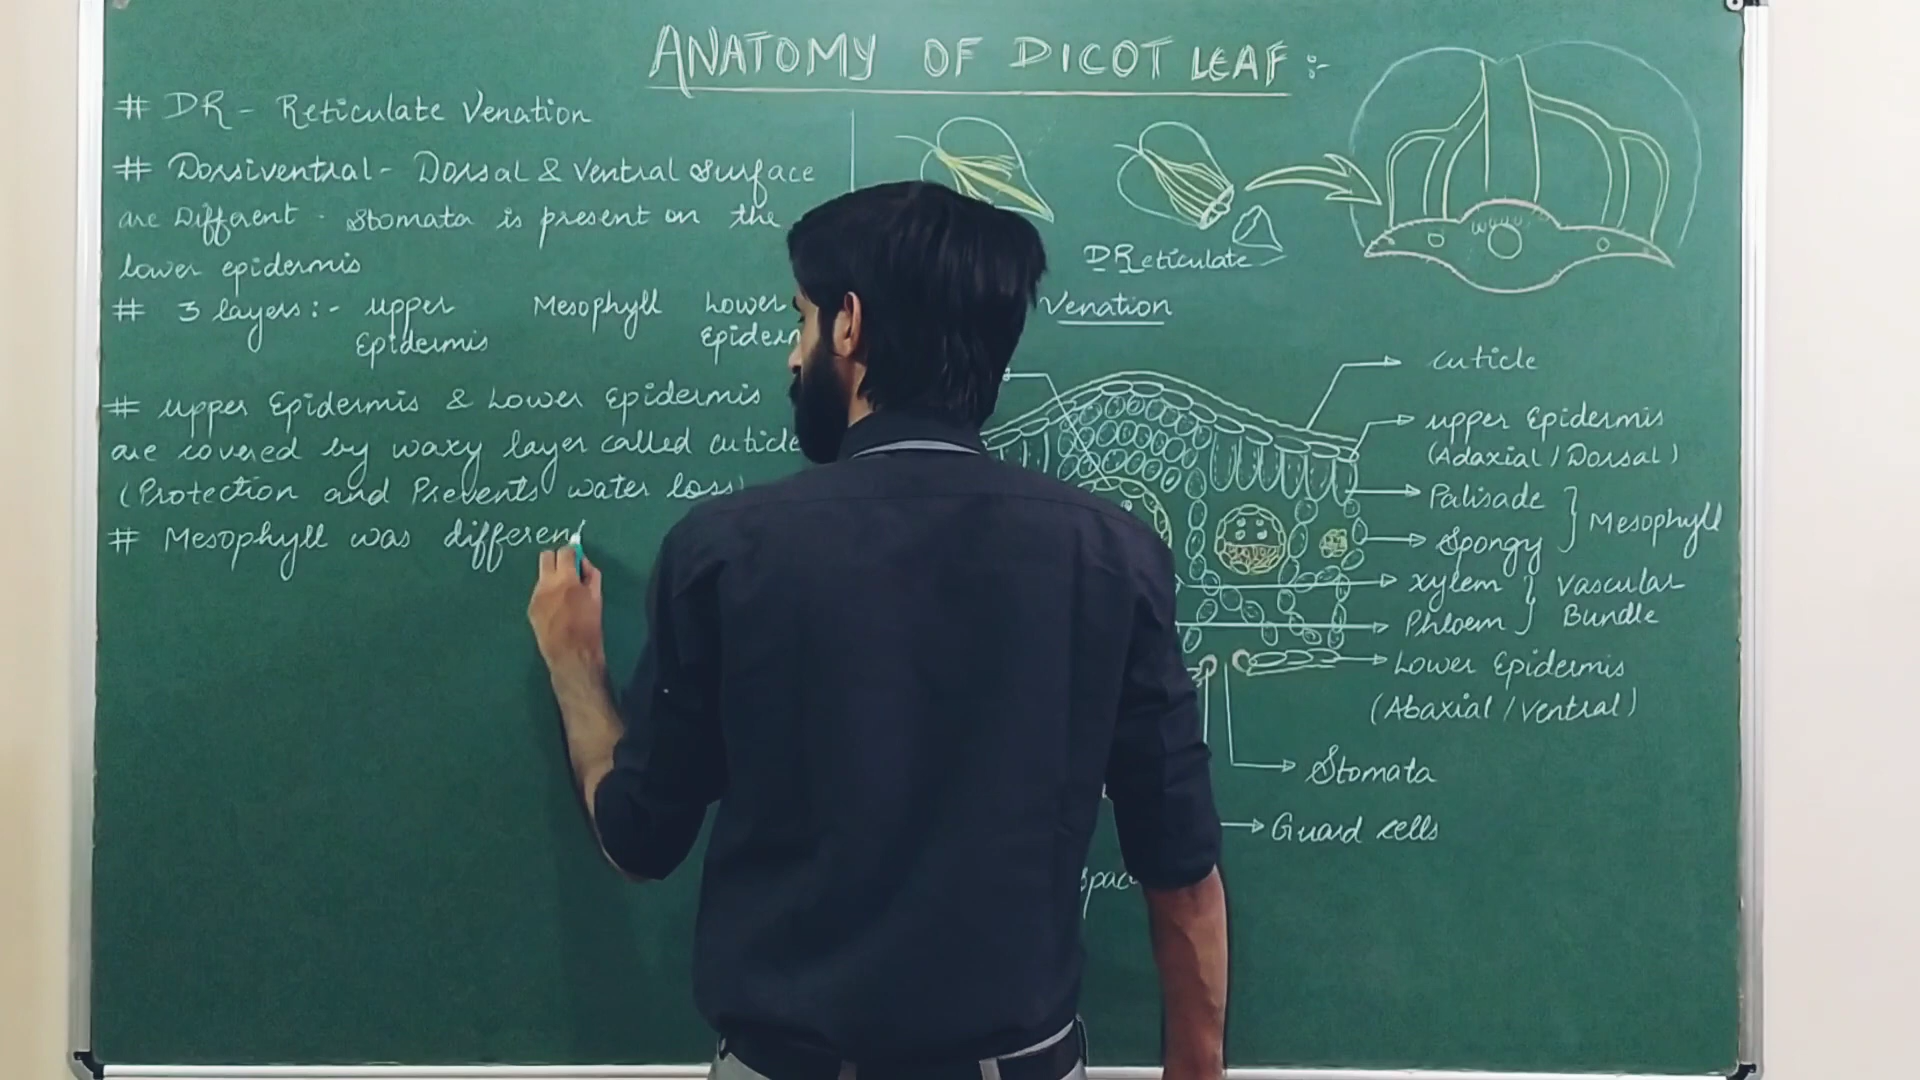 ANATOMY OF DICOT LEAF :-
# DR - Reticulate Venation
# Dorsiventral - Dorsal & Ventral surface
are Different . Stomata is present on the
lower epidermis
# 3 layers :- upper Mesophyll Lower
Epidermis
# upper Epidermis & Lower Epidermis
are covered by waxy layer called cuticle
(Protection and Prevents water loss)
# Mesophyll was different
DReticulate
Venation
cuticle
upper Epidermis
(Adaxial / Dorsal)
Palisade
Spongy
Mesophyll
xylem
Phloem
Vascular
Bundle
Lower Epidermis
(Abaxial / Ventral)
Stomata
Guard cells